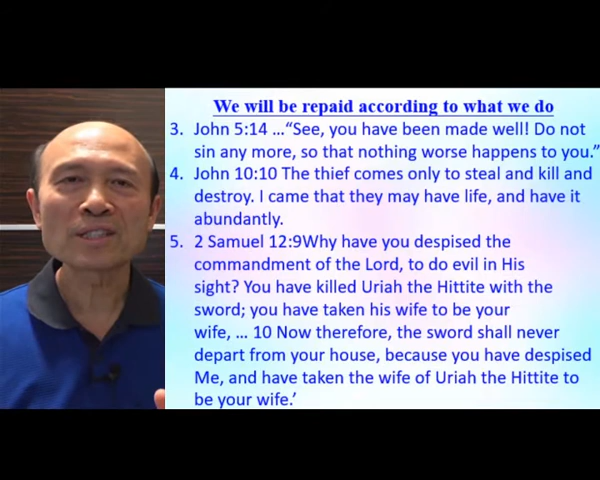 We will be repaid according to what we do
3. John 5:14 …“See, you have been made well! Do not
sin any more, so that nothing worse happens to you.”
4. John 10:10 The thief comes only to steal and kill and
destroy. I came that they may have life, and have it
abundantly.
5. 2 Samuel 12:9Why have you despised the
commandment of the Lord, to do evil in His
sight? You have killed Uriah the Hittite with the
sword; you have taken his wife to be your
wife, … 10 Now therefore, the sword shall never
depart from your house, because you have despised
Me, and have taken the wife of Uriah the Hittite to
be your wife.’